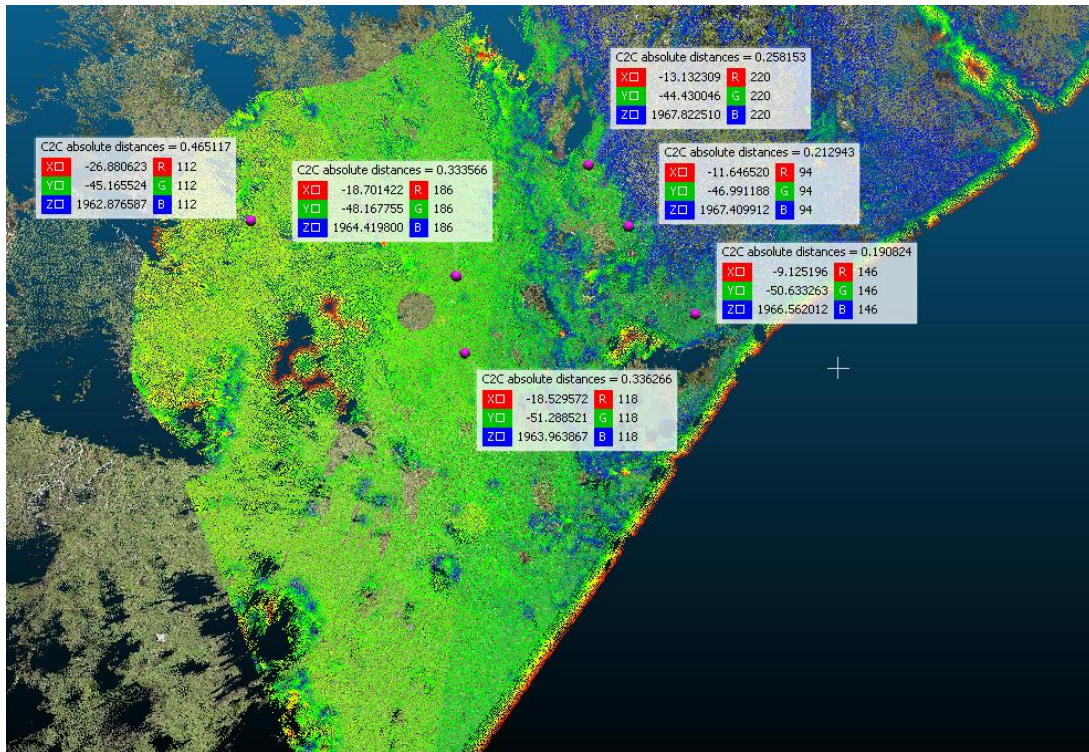 C2C absolute distances = 0.258153
X -13.132309 R 220
Y -44.430046 G 220
Z 1967.822510 B 220
C2C absolute distances = 0.465117
X -26.880623 R 112
Y -45.165524 G 112
Z 1962.876587 B 112
C2C absolute distances = 0.333566
X -18.701422 R 186
Y -48.167755 G 186
Z 1964.419800 B 186
C2C absolute distances = 0.212943
X -11.646520 R 94
Y -46.991188 G 94
Z 1967.409912 B 94
C2C absolute distances = 0.190824
X -9.125196 R 146
Y -50.633263 G 146
Z 1966.562012 B 146
C2C absolute distances = 0.336266
X -18.529572 R 118
Y -51.288521 G 118
Z 1963.963867 B 118